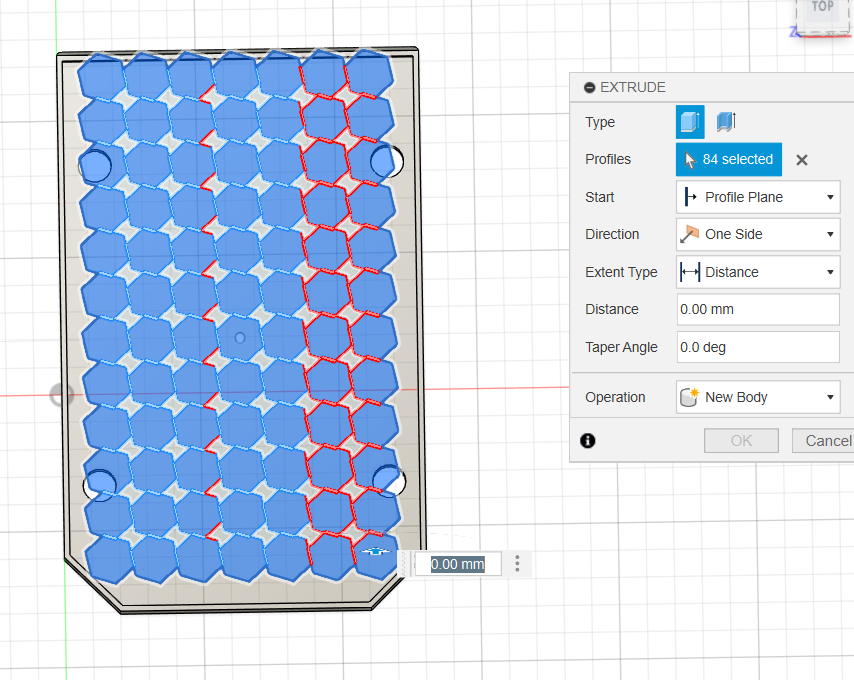 TOP
Z
EXTRUDE
Type
Profiles 84 selected
Start Profile Plane
Direction One Side
Extent Type Distance
Distance 0.00 mm
Taper Angle 0.0 deg
Operation New Body
OK Cancel
0.00 mm